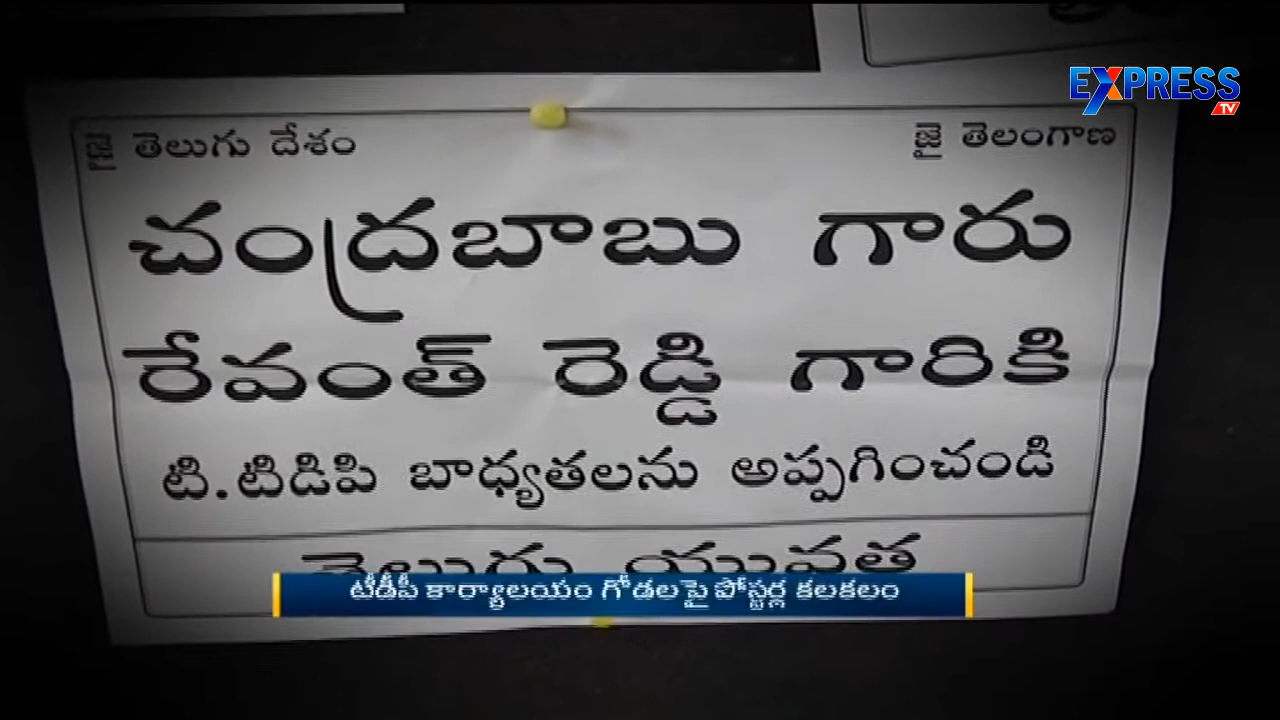 EXPRESS TV
జై తెలుగు దేశం జై తెలంగాణ
చంద్రబాబు గారు
రేవంత్ రెడ్డి గారికి
టి.టిడిపి బాధ్యతలను అప్పగించండి
తెలుగు యువత
టీడీపీ కార్యాలయం గోడలపై పోస్టర్ల కలకలం